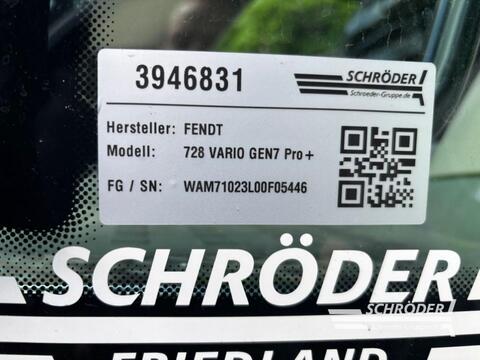 3946831
SCHRÖDER
Schroeder-Gruppe.de
Hersteller: FENDT
Modell: 728 VARIO GEN7 Pro+
FG / SN: WAM71023L00F05446
SCHRÖDER
SCHRÖDER
FRIEDLAND